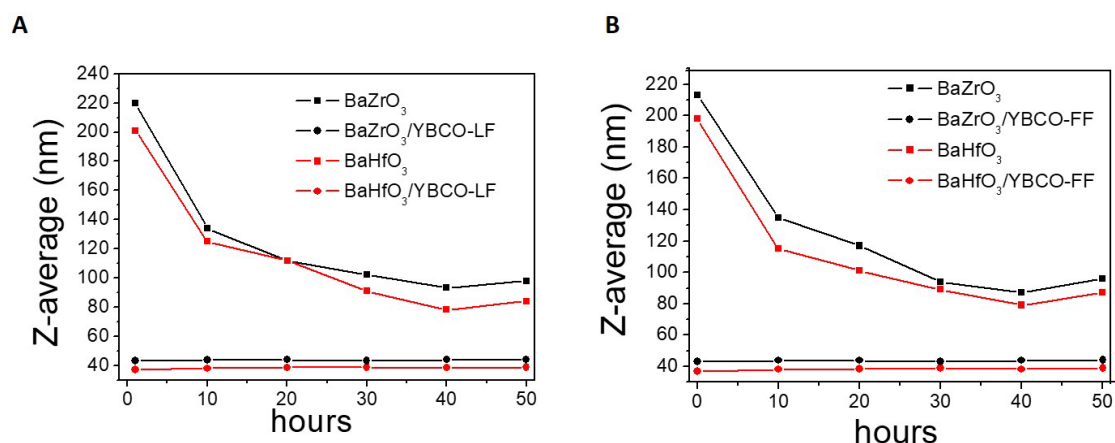 A
240
220
200
180
160
140
120
100
80
60
40
Z-average (nm)
BaZrO₃
BaZrO₃/YBCO-LF
BaHfO₃
BaHfO₃/YBCO-LF
0 10 20 30 40 50
hours
B
220
200
180
160
140
120
100
80
60
40
Z-average (nm)
BaZrO₃
BaZrO₃/YBCO-FF
BaHfO₃
BaHfO₃/YBCO-FF
0 10 20 30 40 50
hours